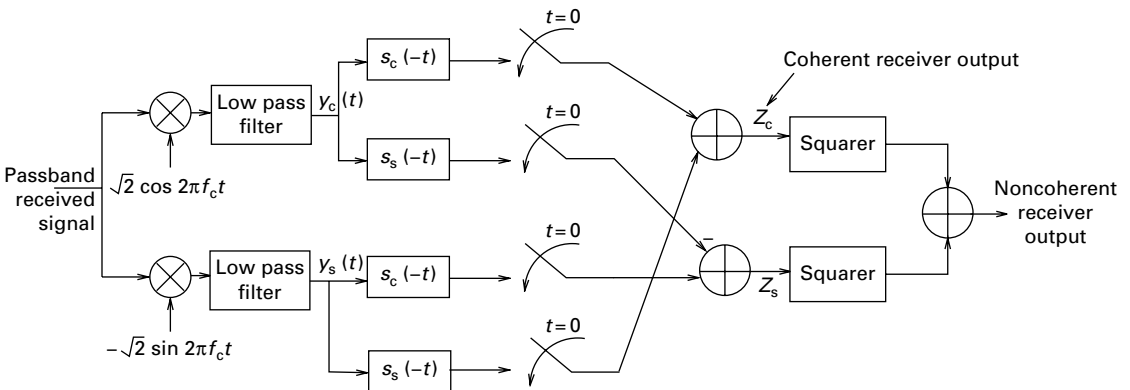 t = 0
Coherent receiver output
s_c (−t)
Low pass
filter
y_c (t)
Z_c
Squarer
t = 0
s_s (−t)
Passband
received
signal
√2 cos 2πf_c t
Noncoherent
receiver
output
t = 0
−
Low pass
filter
y_s (t)
s_c (−t)
Z_s
Squarer
−√2 sin 2πf_c t
t = 0
s_s (−t)